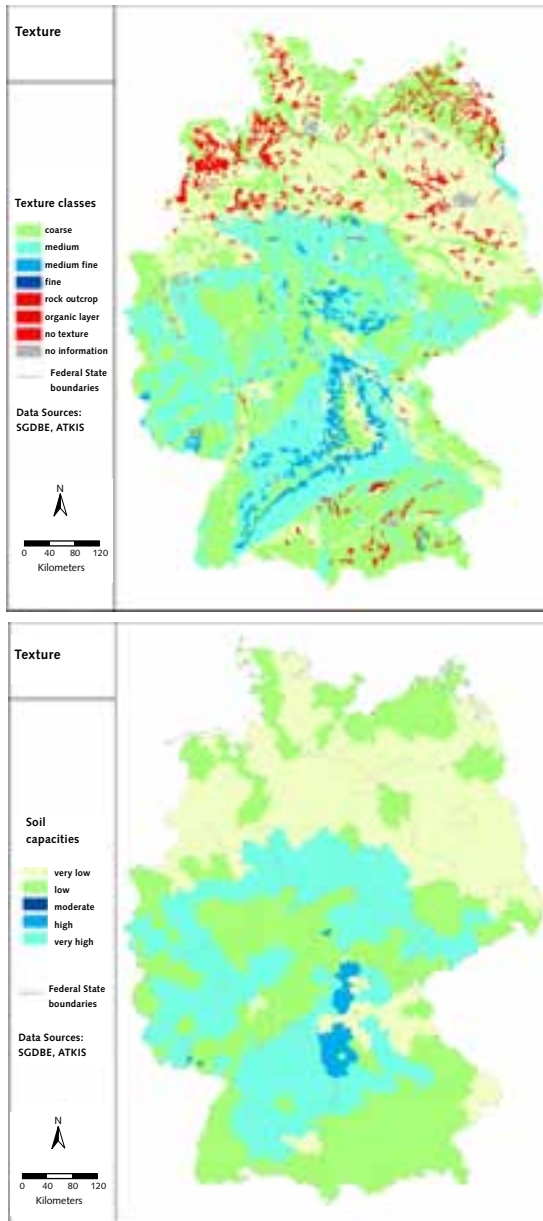 Texture
Texture classes
coarse
medium
medium fine
fine
rock outcrop
organic layer
no texture
no information
Federal State
boundaries
Data Sources:
SGDBE, ATKIS
N
0 40 80 120
Kilometers
Texture
Soil
capacities
very low
low
moderate
high
very high
Federal State
boundaries
Data Sources:
SGDBE, ATKIS
N
0 40 80 120
Kilometers